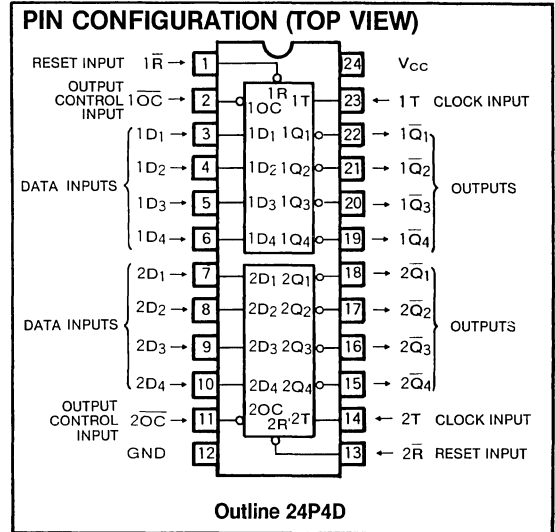 PIN CONFIGURATION (TOP VIEW)
RESET INPUT 1R̅ → 1 24 VCC
OUTPUT CONTROL INPUT 1O̅C̅ → 2 1R 1OC 1T 23 ← 1T CLOCK INPUT
3 1D1 1Q1 22 → 1Q̅1
1D1 →
1D2 → 4 1D2 1Q2 21 → 1Q̅2
DATA INPUTS OUTPUTS
1D3 → 5 1D3 1Q3 20 → 1Q̅3
1D4 → 6 1D4 1Q4 19 → 1Q̅4
2D1 → 7 2D1 2Q1 18 → 2Q̅1
2D2 → 8 2D2 2Q2 17 → 2Q̅2
DATA INPUTS OUTPUTS
2D3 → 9 2D3 2Q3 16 → 2Q̅3
2D4 → 10 2D4 2Q4 15 → 2Q̅4
OUTPUT CONTROL INPUT 2O̅C̅ → 11 2OC 2R 2T 14 ← 2T CLOCK INPUT
GND 12 13 ← 2R̅ RESET INPUT
Outline 24P4D